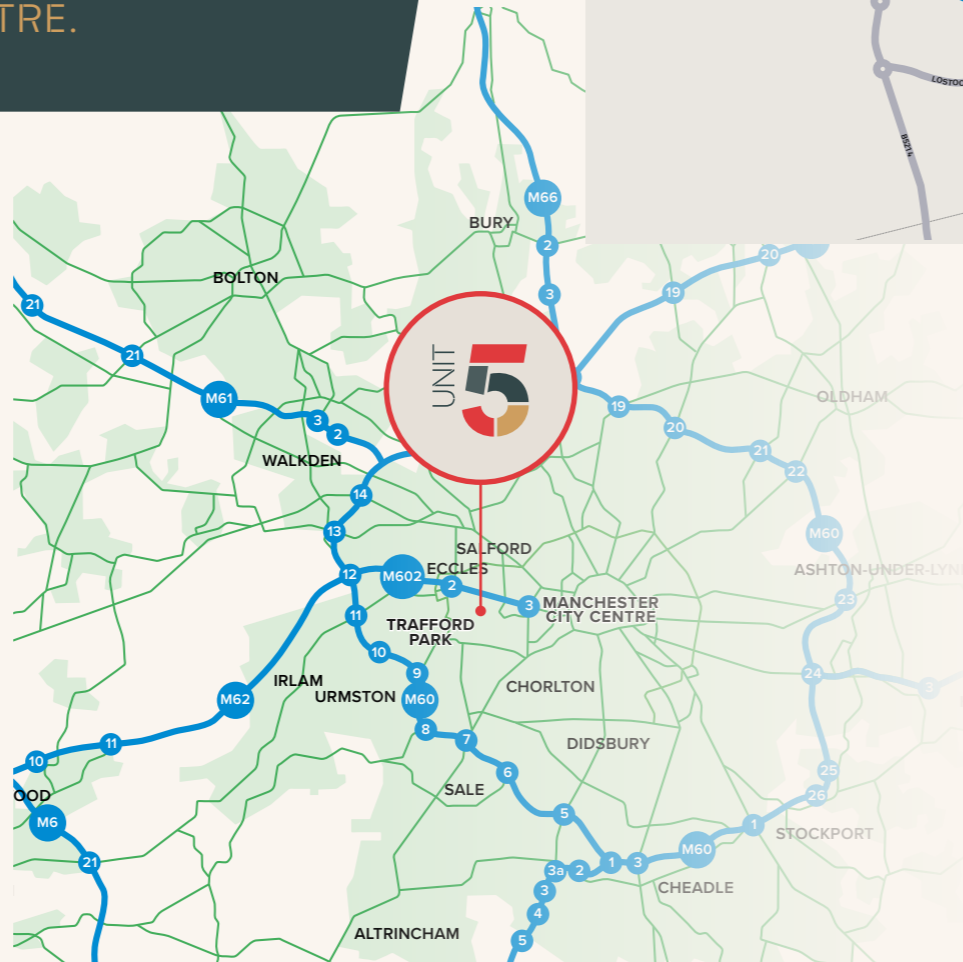 TRE.
LOSTOC
B5214
M66
BURY
2
20
BOLTON
3
19
21
UNIT
5
21
M61
OLDHAM
19
3
2
20
21
WALKDEN
22
14
13
M60
SALFORD
ECCLES
12
M602
2
ASHTON-UNDER-LYN
3
MANCHESTER
CITY CENTRE
23
11
TRAFFORD
PARK
10
9
24
IRLAM
URMSTON
M60
CHORLTON
3
M62
8
7
DIDSBURY
11
10
6
25
SALE
26
OOD
M6
5
1
STOCKPORT
M60
21
3a
2
1
3
CHEADLE
3
4
ALTRINCHAM
5